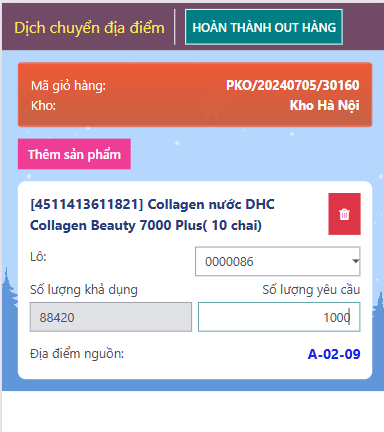 Dịch chuyển địa điểm
HOÀN THÀNH OUT HÀNG
Mã giỏ hàng: PKO/20240705/30160
Kho: Kho Hà Nội
Thêm sản phẩm
[4511413611821] Collagen nước DHC
Collagen Beauty 7000 Plus( 10 chai)
Lô: 0000086
Số lượng khả dụng Số lượng yêu cầu
88420 1000
Địa điểm nguồn: A-02-09